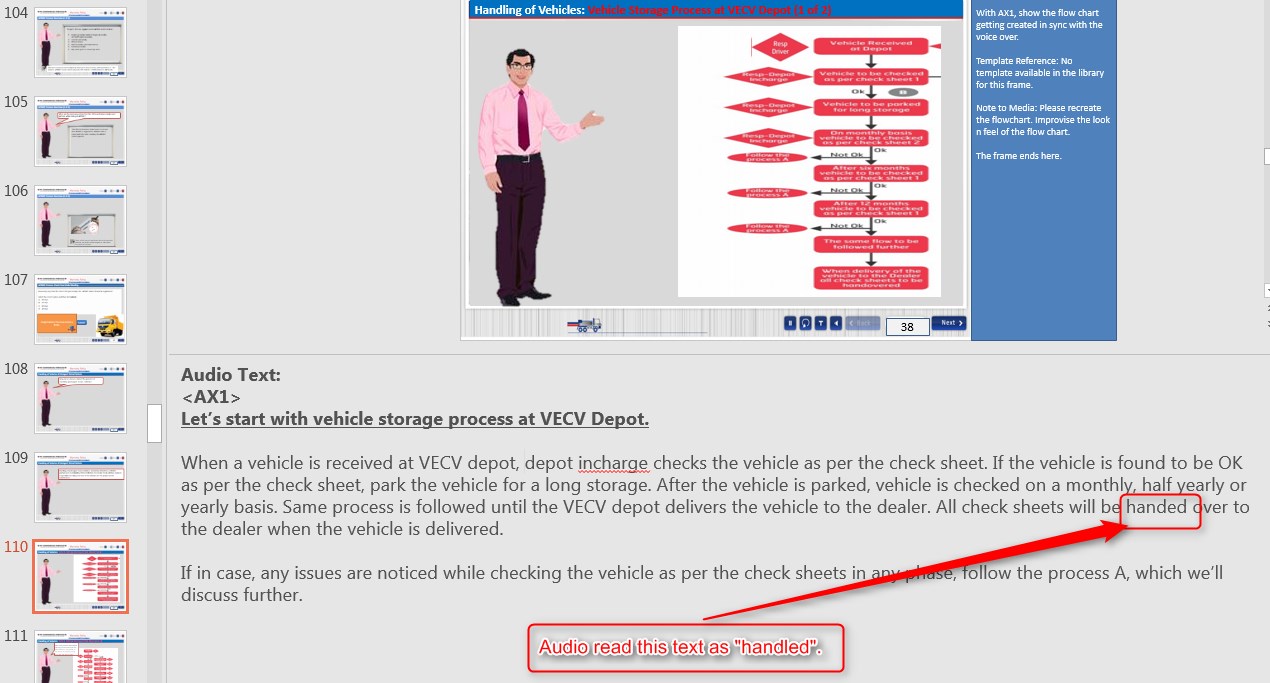 104
105
106
107
108
109
110
111
Handling of Vehicles: Vehicle Storage Process at VECV Depot (1 of 2)
Resp
Driver
Vehicle Received
at Depot
Resp-Depot
Incharge
Vehicle to be checked
as per check sheet 1
Ok
B
Resp-Depot
Incharge
Vehicle to be parked
for long storage
Resp-Depot
Incharge
On monthly basis
vehicle to be checked
as per check sheet 2
Ok
Follow the
process A
Not Ok
After six months
vehicle to be checked
as per check sheet 1
Ok
Follow the
process A
Not Ok
After 12 months
vehicle to be checked
as per check sheet 1
Ok
Follow the
process A
Not Ok
The same flow to be
followed further
When delivery of the
vehicle to the Dealer
all check sheets to be
handovered
38
Next
With AX1, show the flow chart
getting created in sync with the
voice over.
Template Reference: No
template available in the library
for this frame.
Note to Media: Please recreate
the flowchart. Improvise the look
n feel of the flow chart.
The frame ends here.
Audio Text:
<AX1>
Let’s start with vehicle storage process at VECV Depot.
When a vehicle is received at VECV depot, depot incharge checks the vehicle as per the check sheet. If the vehicle is found to be OK
as per the check sheet, park the vehicle for a long storage. After the vehicle is parked, vehicle is checked on a monthly, half yearly or
yearly basis. Same process is followed until the VECV depot delivers the vehicle to the dealer. All check sheets will be handed over to
the dealer when the vehicle is delivered.
If in case, any issues are noticed while checking the vehicle as per the check sheets in any phase, follow the process A, which we’ll
discuss further.
Audio read this text as "handled".